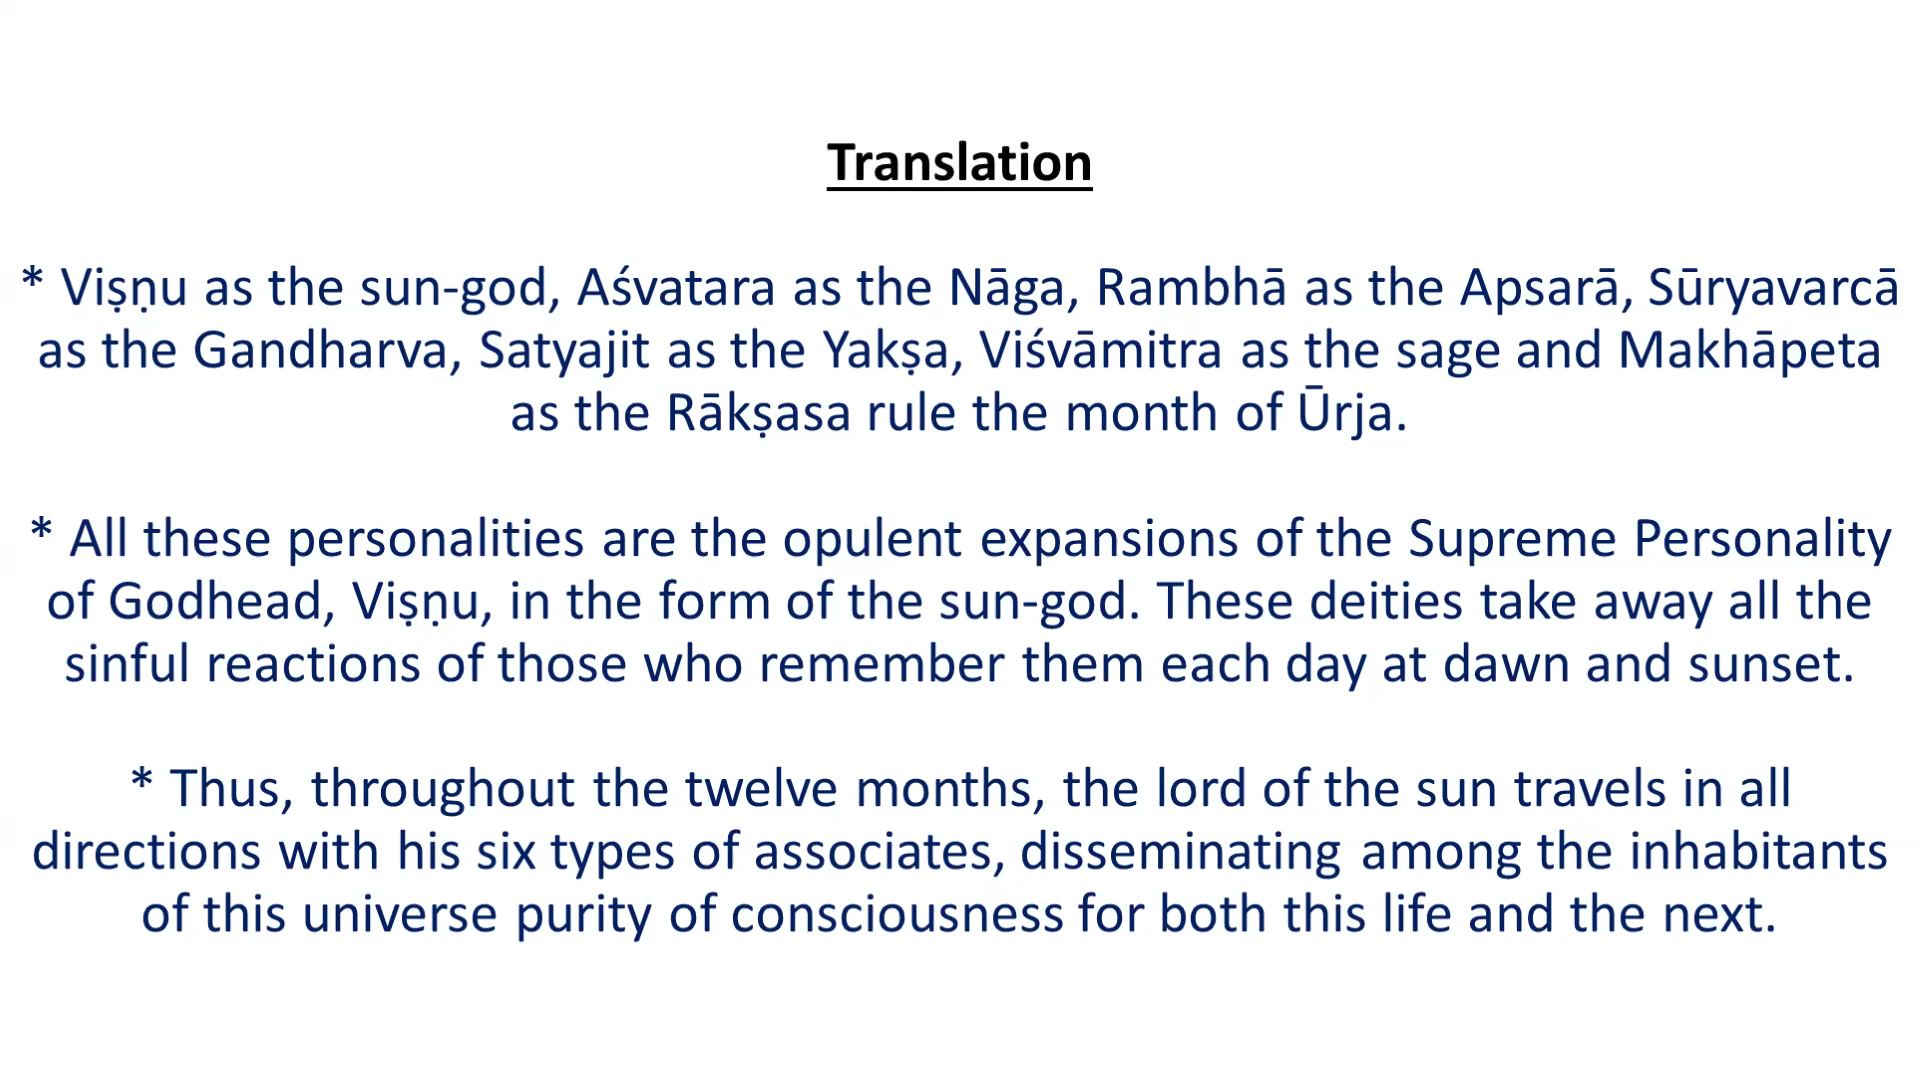 Translation
* Viṣṇu as the sun-god, Aśvatara as the Nāga, Rambhā as the Apsarā, Sūryavarcā
as the Gandharva, Satyajit as the Yakṣa, Viśvāmitra as the sage and Makhāpeta
as the Rākṣasa rule the month of Ūrja.
* All these personalities are the opulent expansions of the Supreme Personality
of Godhead, Viṣṇu, in the form of the sun-god. These deities take away all the
sinful reactions of those who remember them each day at dawn and sunset.
* Thus, throughout the twelve months, the lord of the sun travels in all
directions with his six types of associates, disseminating among the inhabitants
of this universe purity of consciousness for both this life and the next.